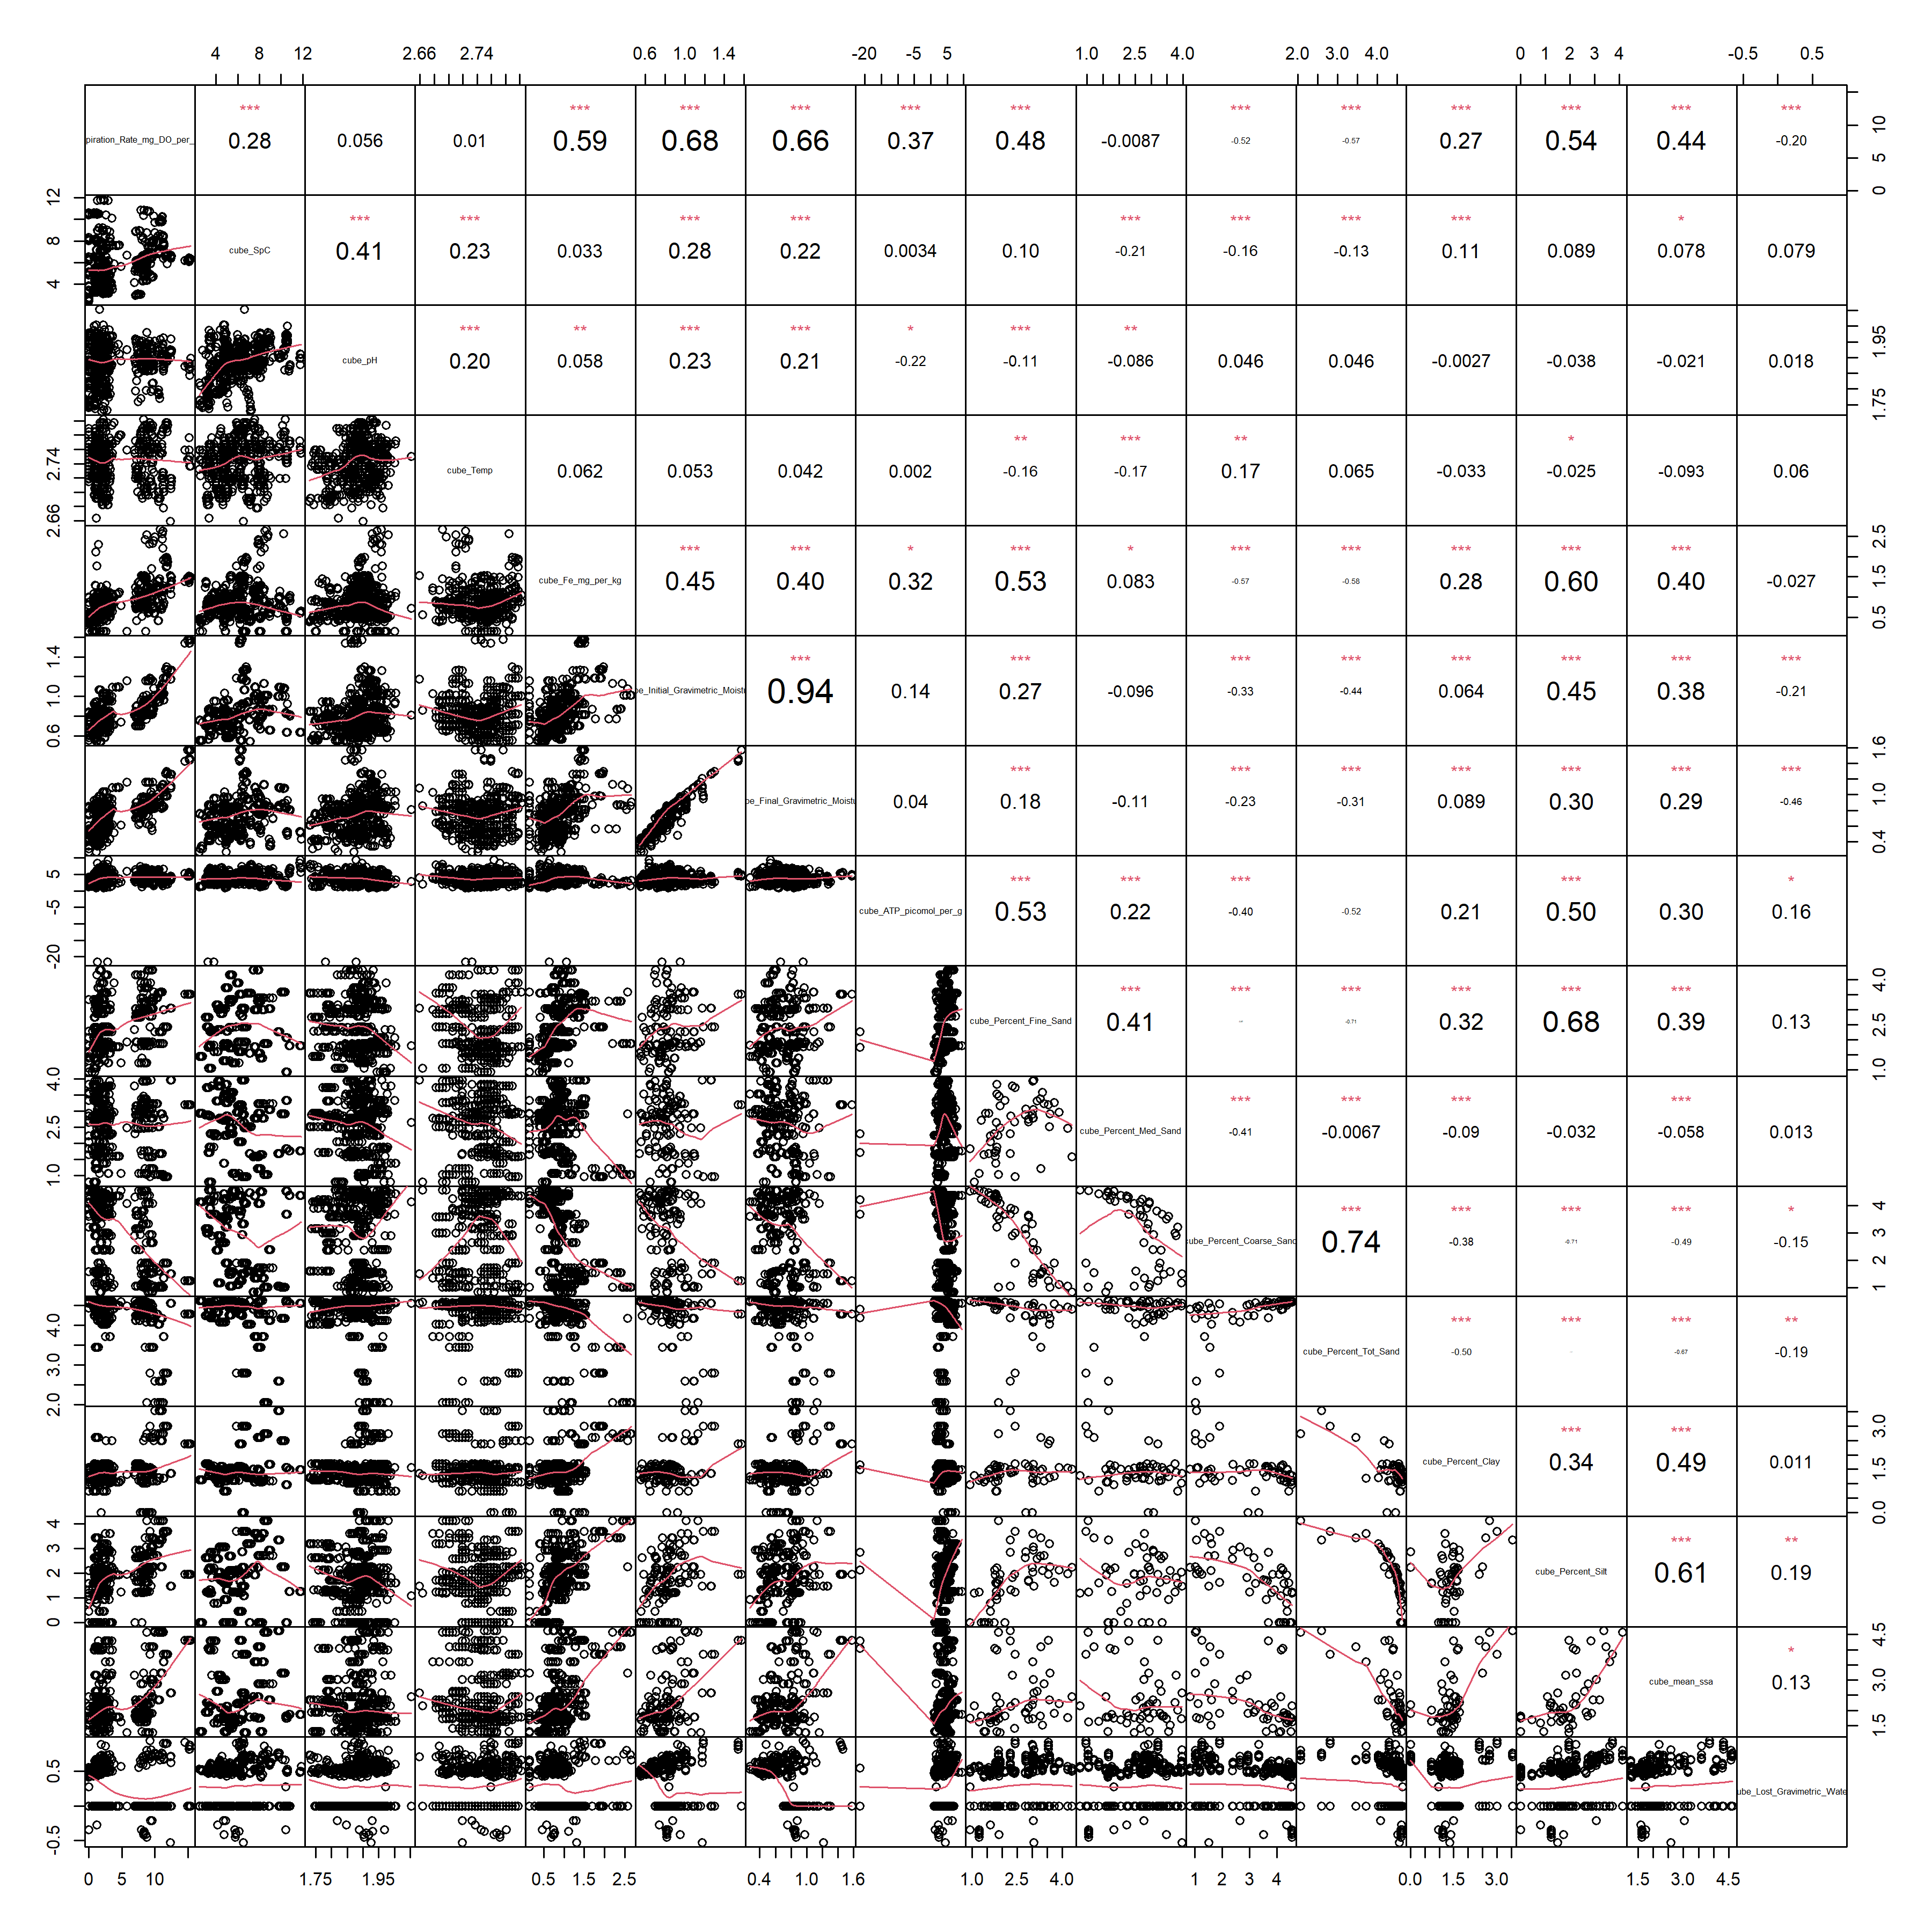 4 8 12 2.66 2.74 0.6 1.0 1.4 -20 -5 5 1.0 2.5 4.0 2.0 3.0 4.0 0 1 2 3 4 -0.5 0.5
*** *** *** *** *** *** *** *** *** *** *** ***
piration_Rate_mg_DO_per_ 0.28 0.056 0.01 0.59 0.68 0.66 0.37 0.48 -0.0087 -0.52 -0.57 0.27 0.54 0.44 -0.20 0 5 10
*** *** *** *** *** *** *** *** *
4 8 12 cube_SpC 0.41 0.23 0.033 0.28 0.22 0.0034 0.10 -0.21 -0.16 -0.13 0.11 0.089 0.078 0.079
*** ** *** *** * *** **
cube_pH 0.20 0.058 0.23 0.21 -0.22 -0.11 -0.086 0.046 0.046 -0.0027 -0.038 -0.021 0.018 1.75 1.95
** *** ** *
2.66 2.74 cube_Temp 0.062 0.053 0.042 0.002 -0.16 -0.17 0.17 0.065 -0.033 -0.025 -0.093 0.06
*** *** * *** * *** *** *** *** ***
cube_Fe_mg_per_kg 0.45 0.40 0.32 0.53 0.083 -0.57 -0.58 0.28 0.60 0.40 -0.027 0.5 1.5 2.5
*** *** *** *** *** *** *** ***
0.6 1.0 1.4 be_Initial_Gravimetric_Moistu 0.94 0.14 0.27 -0.096 -0.33 -0.44 0.064 0.45 0.38 -0.21
*** *** *** *** *** *** ***
be_Final_Gravimetric_Moistu 0.04 0.18 -0.11 -0.23 -0.31 0.089 0.30 0.29 -0.46 0.4 1.0 1.6
*** *** *** *** *
-20 -5 5 cube_ATP_picomol_per_g 0.53 0.22 -0.40 -0.52 0.21 0.50 0.30 0.16
*** *** *** *** *** ***
cube_Percent_Fine_Sand 0.41 -0.71 0.32 0.68 0.39 0.13 1.0 2.5 4.0
*** *** *** ***
1.0 2.5 4.0 cube_Percent_Med_Sand -0.41 -0.0067 -0.09 -0.032 -0.058 0.013
*** *** *** *** *
cube_Percent_Coarse_Sand 0.74 -0.38 -0.71 -0.49 -0.15 1 2 3 4
*** *** *** **
2.0 3.0 4.0 cube_Percent_Tot_Sand -0.50 -0.67 -0.19
*** ***
cube_Percent_Clay 0.34 0.49 0.011 0.0 1.5 3.0
*** **
0 1 2 3 4 cube_Percent_Silt 0.61 0.19
*
cube_mean_ssa 0.13 1.5 3.0 4.5
-0.5 0.5 ube_Lost_Gravimetric_Wate
0 5 10 1.75 1.95 0.5 1.5 2.5 0.4 1.0 1.6 1.0 2.5 4.0 1 2 3 4 0.0 1.5 3.0 1.5 3.0 4.5